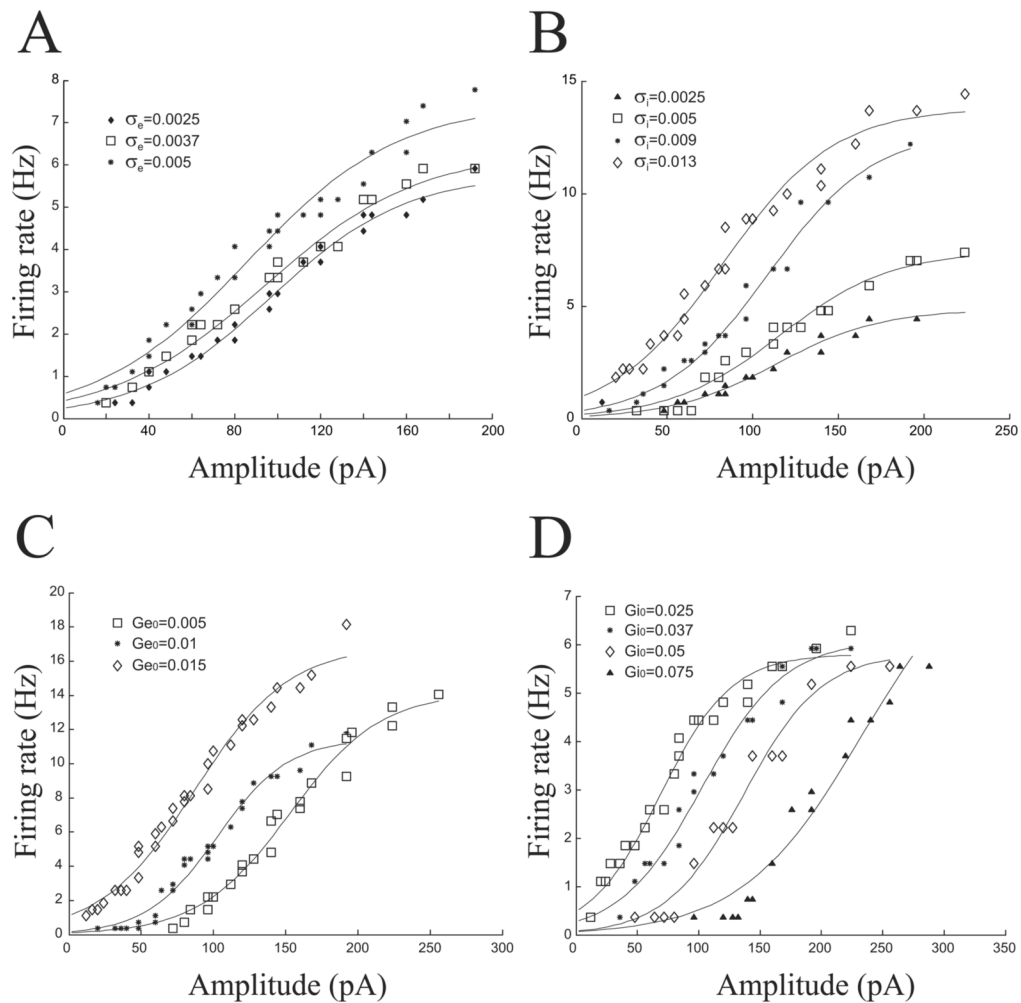 A
8
7
6
5
4
3
2
1
0
0 40 80 120 160 200
Firing rate (Hz)
Amplitude (pA)
σe=0.0025
σe=0.0037
σe=0.005
B
15
10
5
0
0 50 100 150 200 250
Firing rate (Hz)
Amplitude (pA)
σi=0.0025
σi=0.005
σi=0.009
σi=0.013
C
20
18
16
14
12
10
8
6
4
2
0
0 50 100 150 200 250 300
Firing rate (Hz)
Amplitude (pA)
Ge0=0.005
Ge0=0.01
Ge0=0.015
D
7
6
5
4
3
2
1
0
0 50 100 150 200 250 300 350
Firing rate (Hz)
Amplitude (pA)
Gi0=0.025
Gi0=0.037
Gi0=0.05
Gi0=0.075